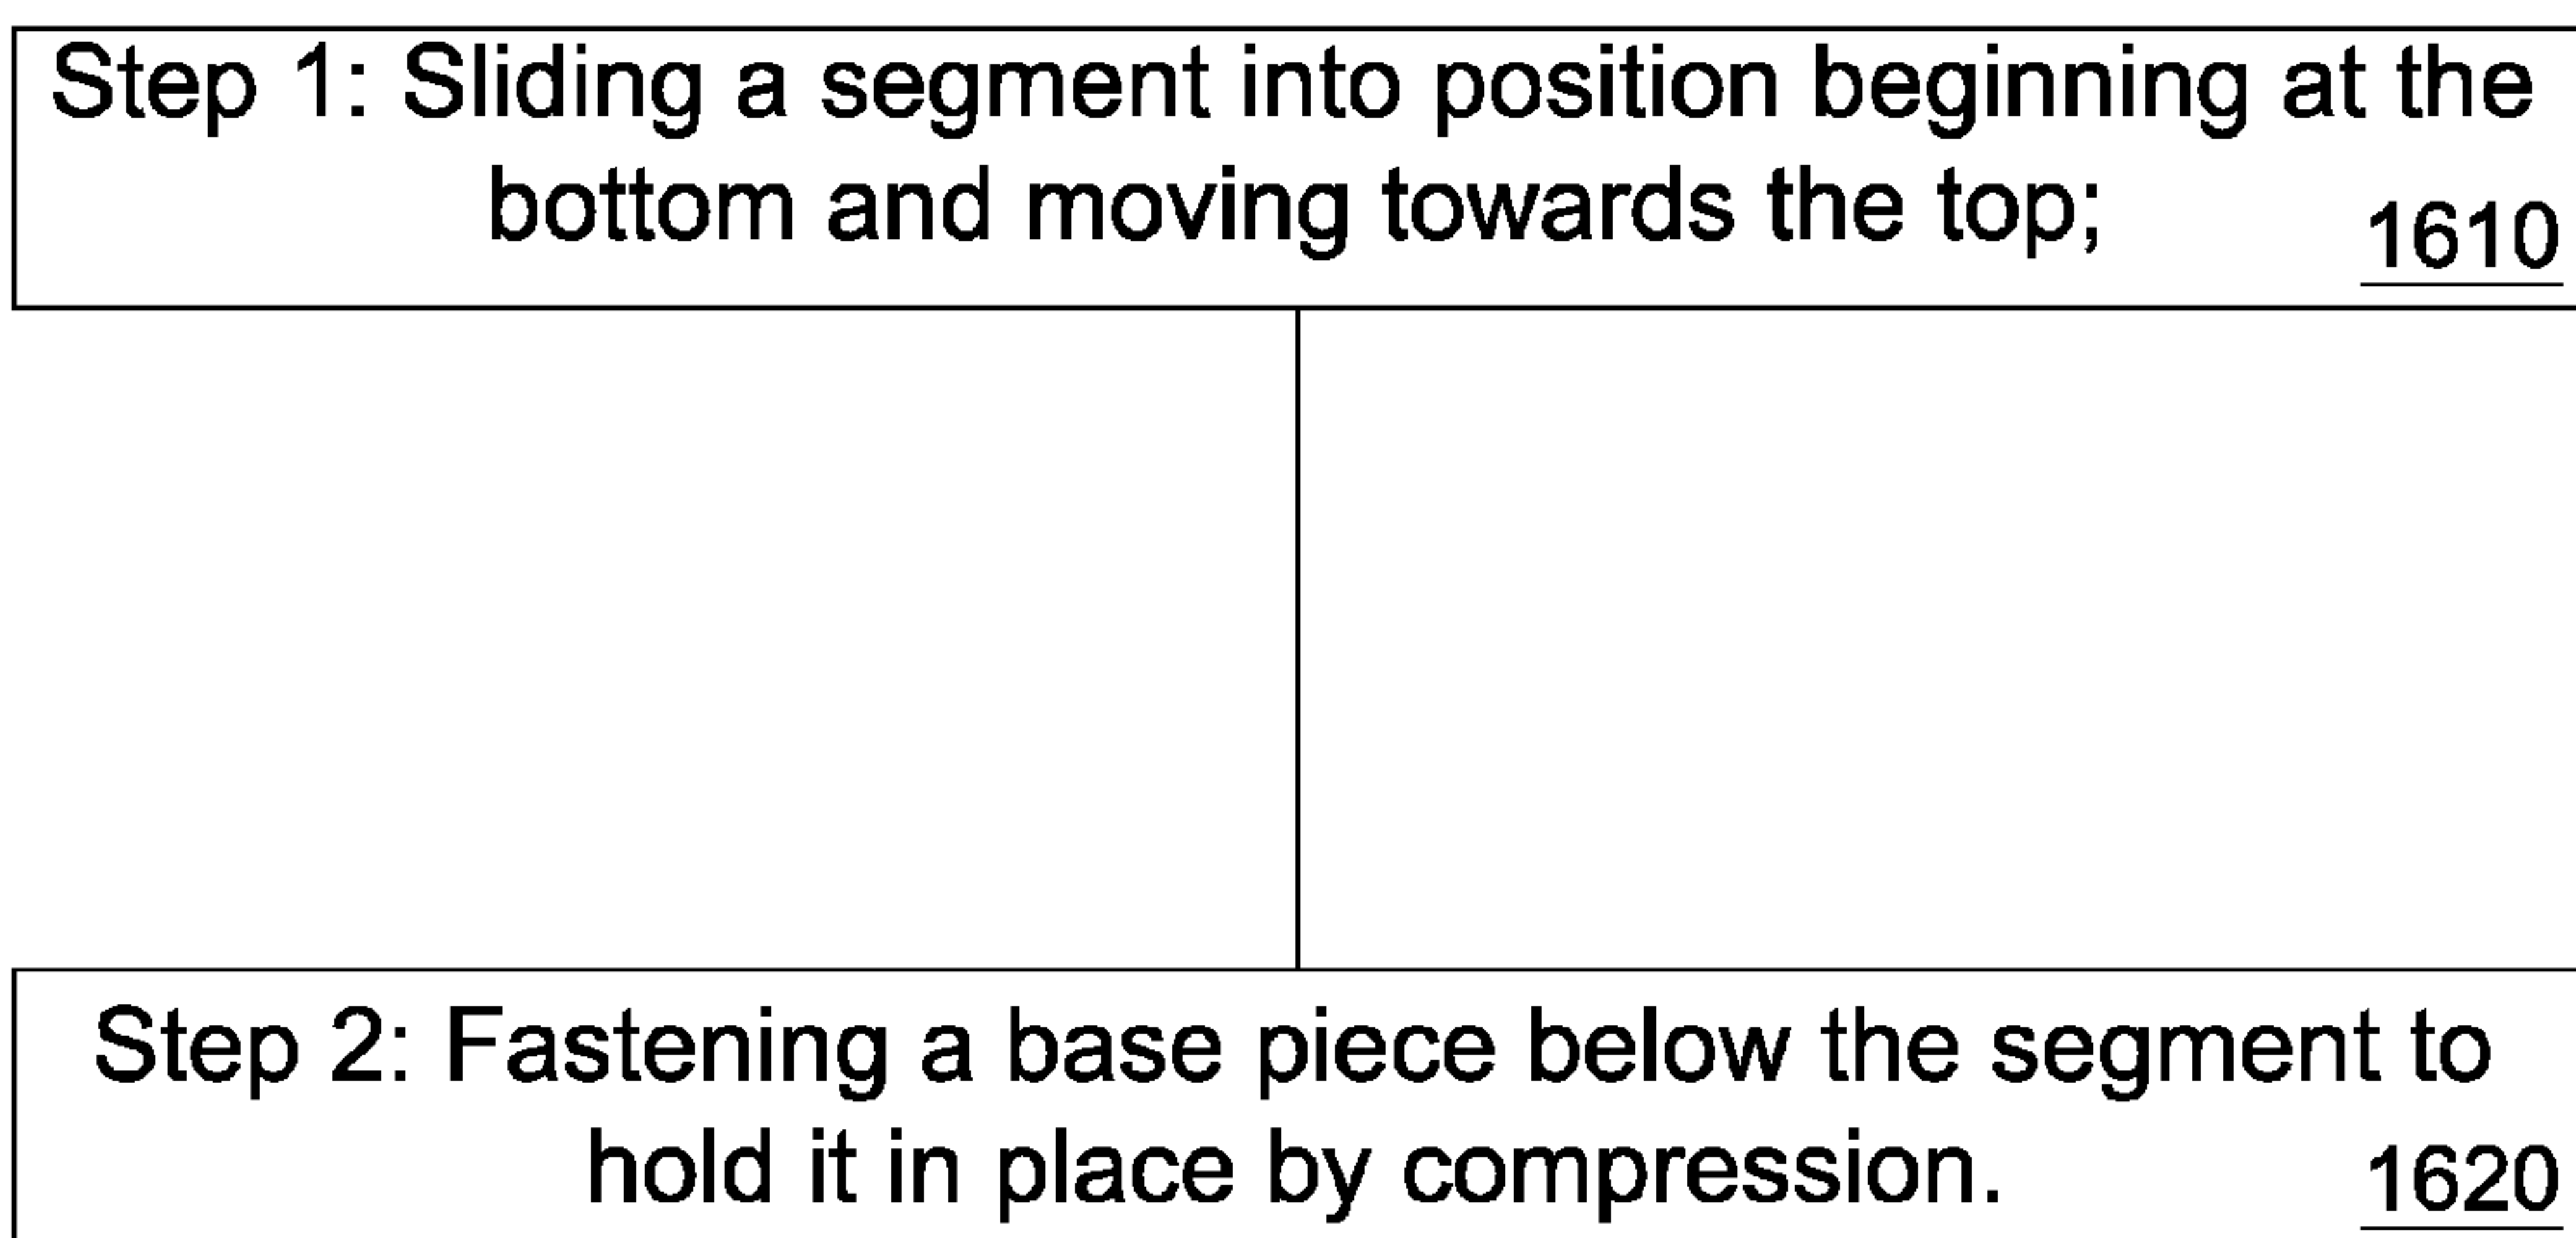 Step 1: Sliding a segment into position beginning at the
bottom and moving towards the top;
1610
Step 2: Fastening a base piece below the segment to
hold it in place by compression.
1620